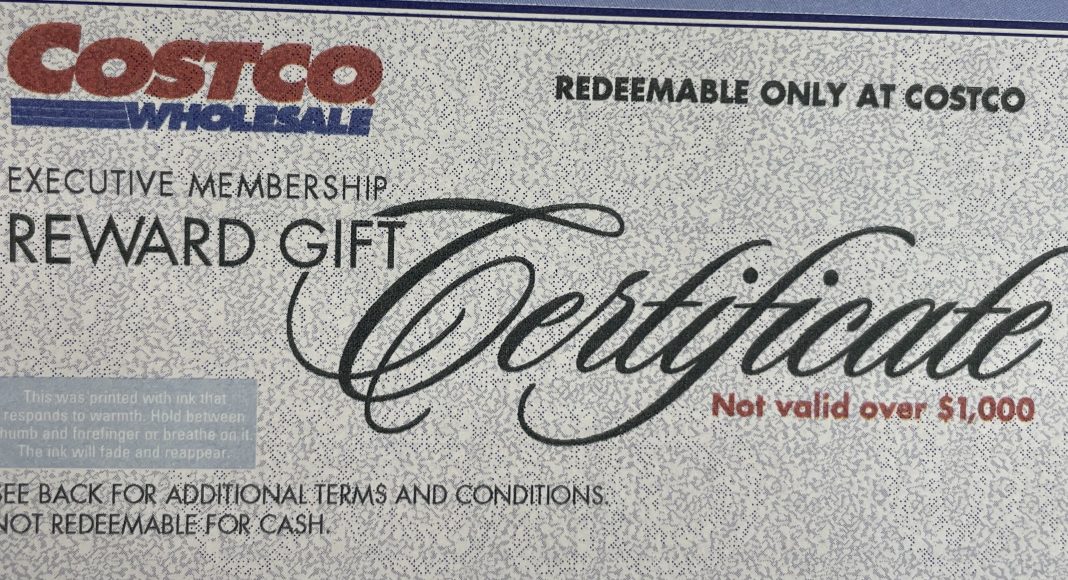 COSTCO
WHOLESALE
REDEEMABLE ONLY AT COSTCO
EXECUTIVE MEMBERSHIP
REWARD GIFT
Certificate
Not valid over $1,000
This was printed with ink that
responds to warmth. Hold between
humb and forefinger or breathe on it.
The ink will fade and reappear.
SEE BACK FOR ADDITIONAL TERMS AND CONDITIONS.
NOT REDEEMABLE FOR CASH.